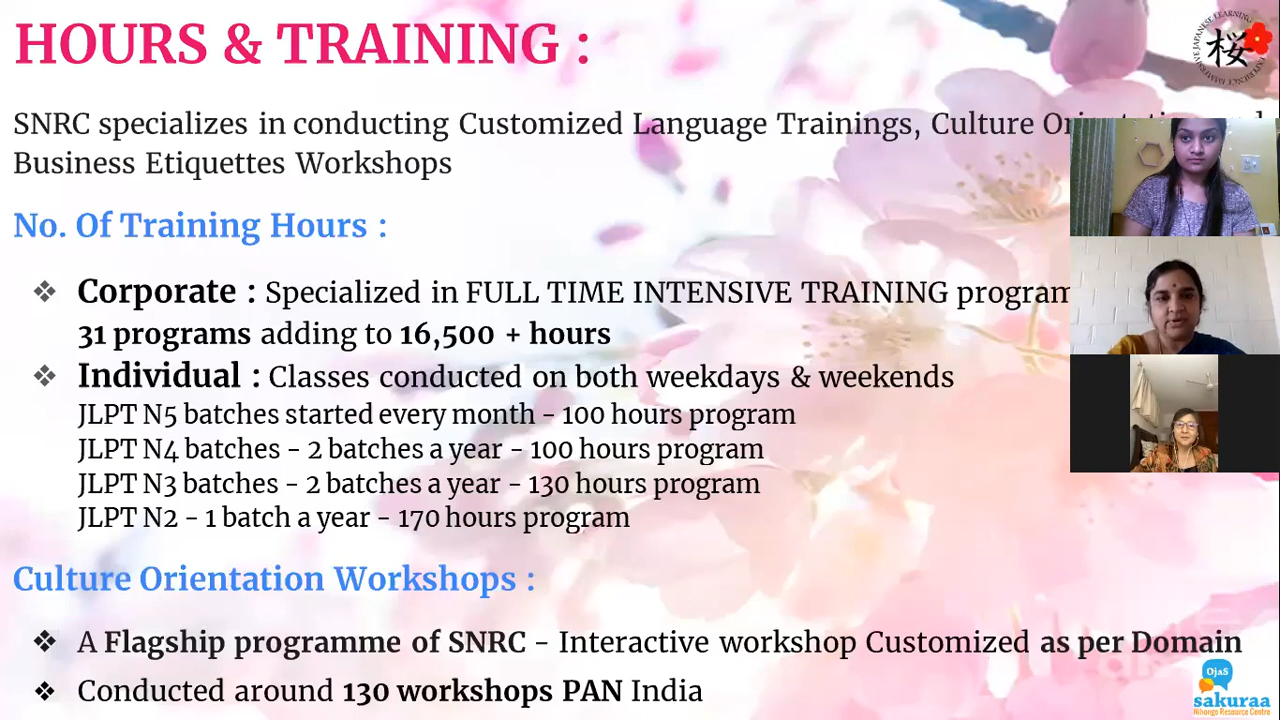 HOURS & TRAINING :
SNRC specializes in conducting Customized Language Trainings, Culture
Business Etiquettes Workshops
No. Of Training Hours :
❖ Corporate : Specialized in FULL TIME INTENSIVE TRAINING program
31 programs adding to 16,500 + hours
❖ Individual : Classes conducted on both weekdays & weekends
JLPT N5 batches started every month - 100 hours program
JLPT N4 batches - 2 batches a year - 100 hours program
JLPT N3 batches - 2 batches a year - 130 hours program
JLPT N2 - 1 batch a year - 170 hours program
Culture Orientation Workshops :
❖ A Flagship programme of SNRC - Interactive workshop Customized as per Domain
❖ Conducted around 130 workshops PAN India
桜
OjaS
sakuraa
Nihongo Resource Centre